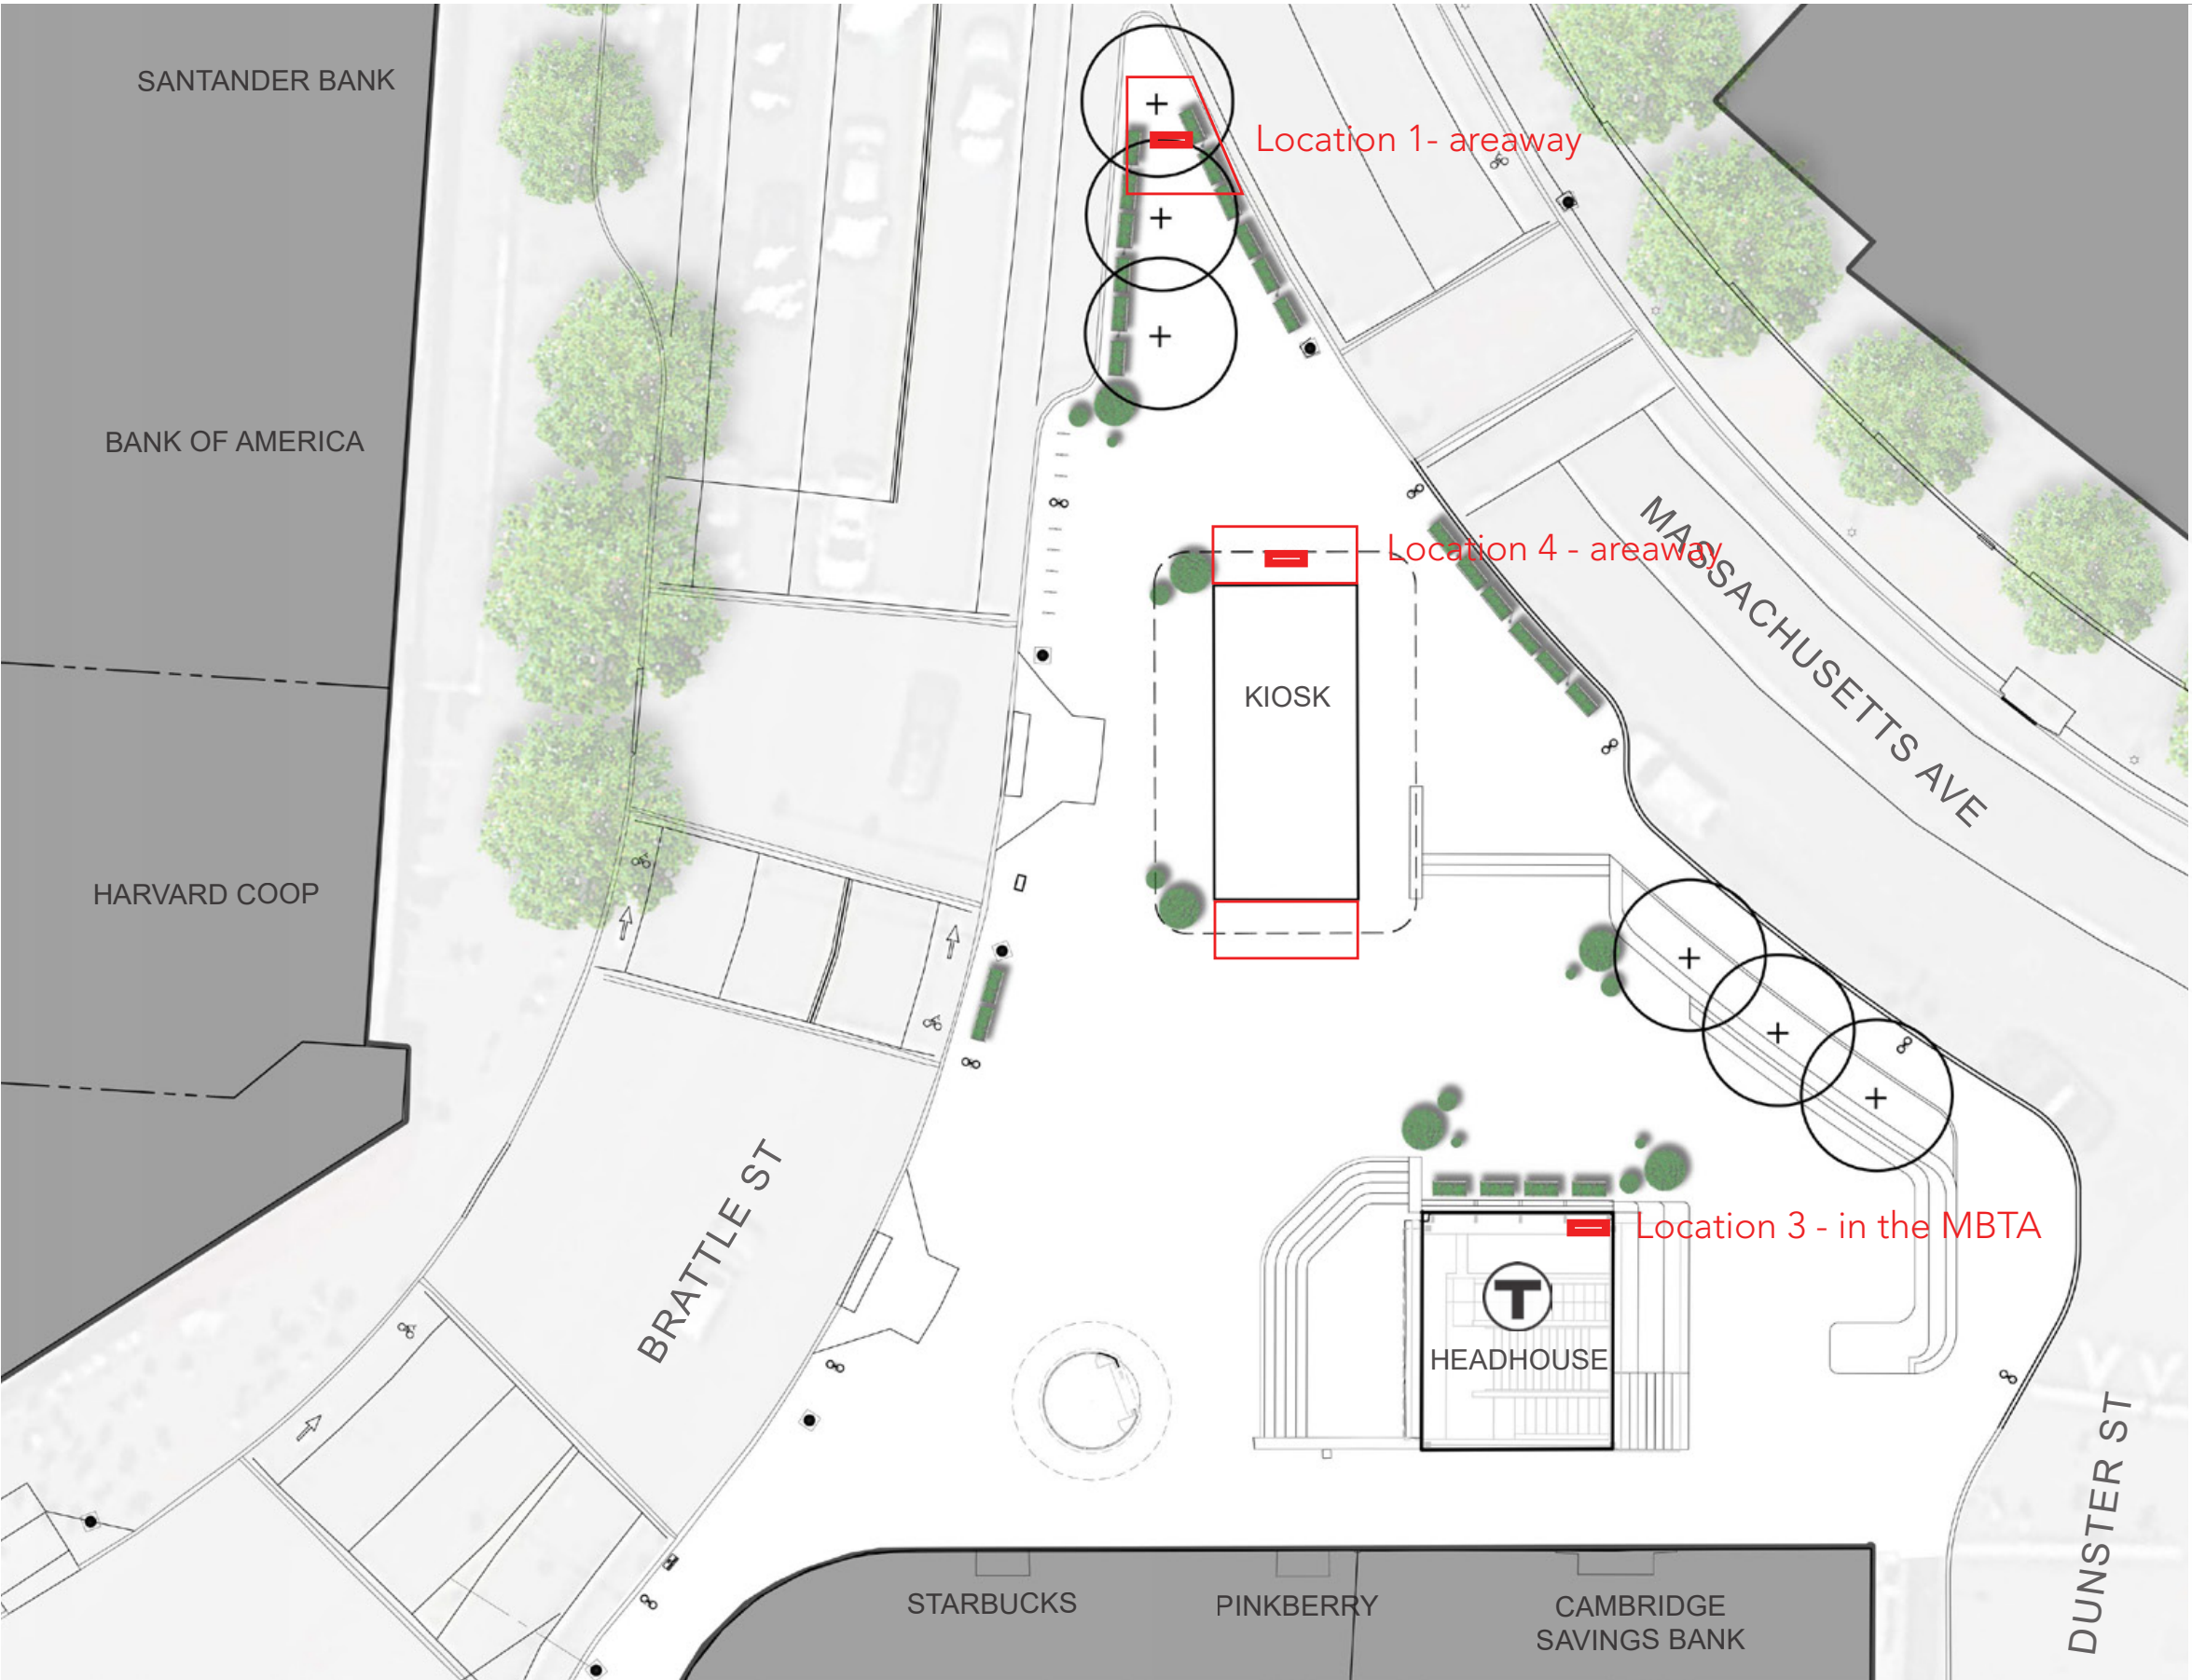 SANTANDER BANK
Location 1- areaway
BANK OF AMERICA
Location 4 - areaway
MASSACHUSETTS AVE
KIOSK
HARVARD COOP
BRATTLE ST
Location 3 - in the MBTA
T
HEADHOUSE
DUNSTER ST
STARBUCKS
PINKBERRY
CAMBRIDGE
SAVINGS BANK